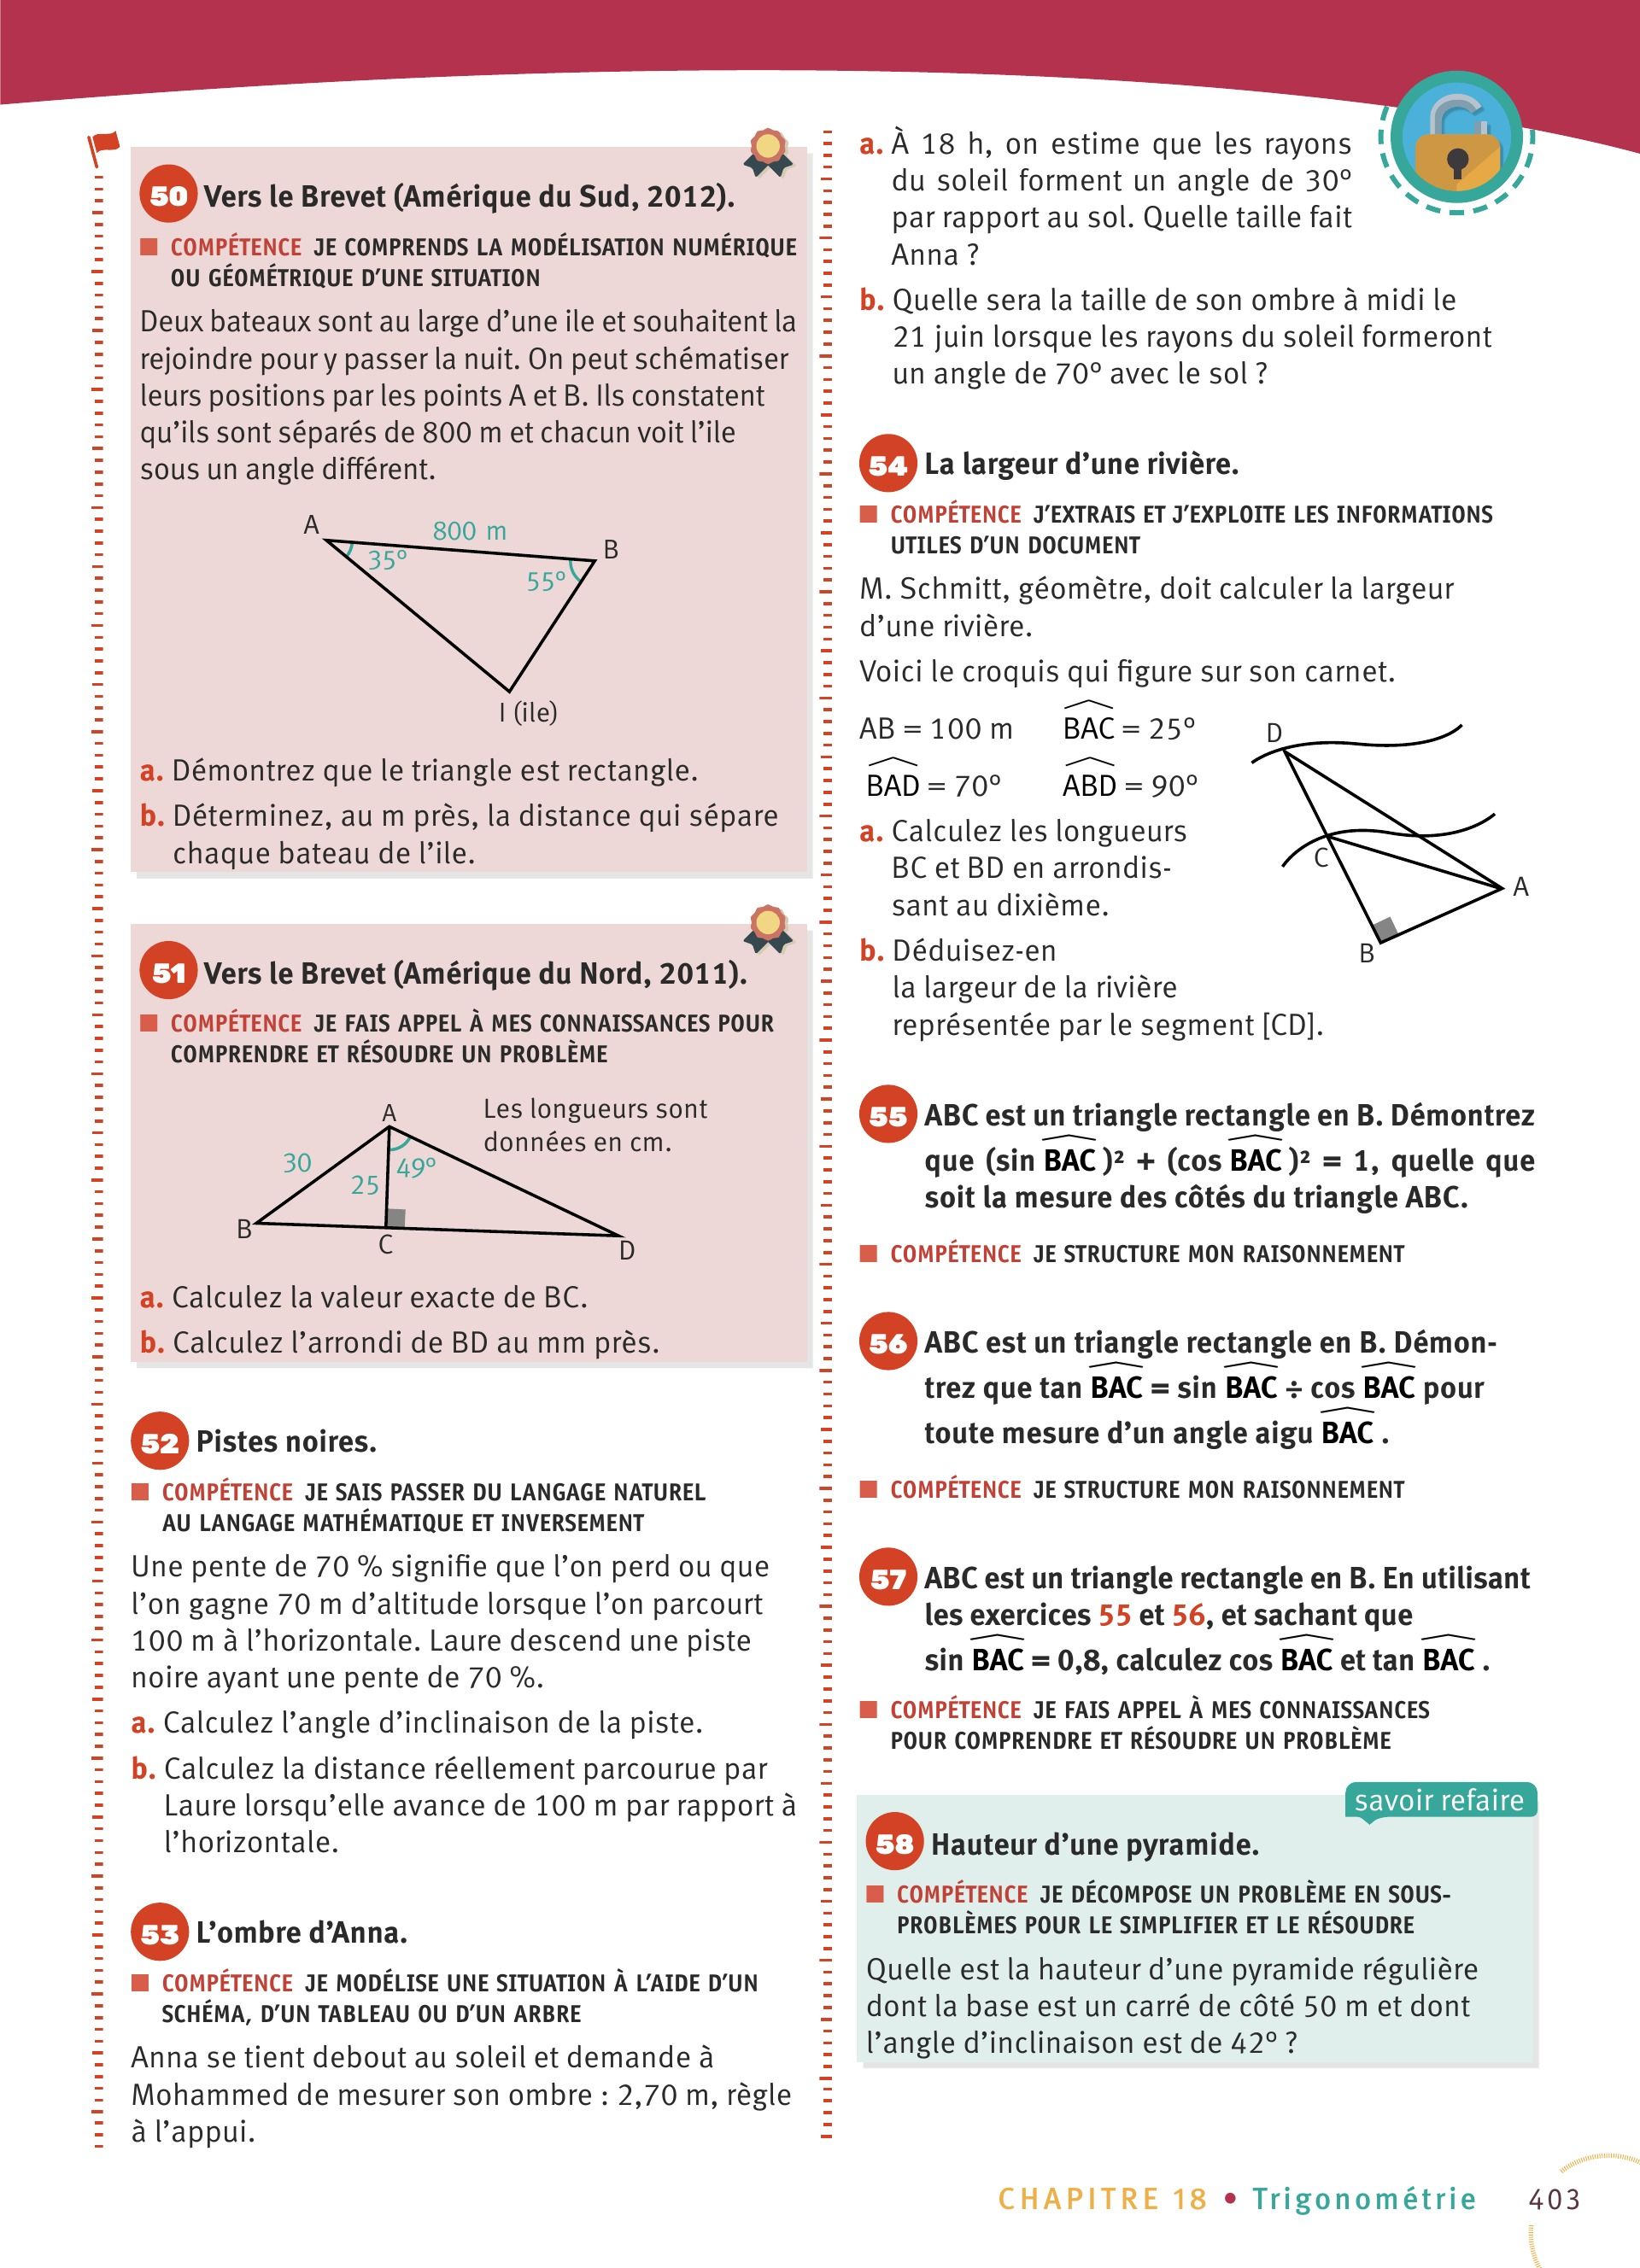 50 Vers le Brevet (Amérique du Sud, 2012).
COMPÉTENCE JE COMPRENDS LA MODÉLISATION NUMÉRIQUE
OU GÉOMÉTRIQUE D’UNE SITUATION
Deux bateaux sont au large d’une ile et souhaitent la
rejoindre pour y passer la nuit. On peut schématiser
leurs positions par les points A et B. Ils constatent
qu’ils sont séparés de 800 m et chacun voit l’ile
sous un angle différent.
A
800 m
B
35°
55°
I (ile)
a. Démontrez que le triangle est rectangle.
b. Déterminez, au m près, la distance qui sépare
chaque bateau de l’ile.
51 Vers le Brevet (Amérique du Nord, 2011).
COMPÉTENCE JE FAIS APPEL À MES CONNAISSANCES POUR
COMPRENDRE ET RÉSOUDRE UN PROBLÈME
A
Les longueurs sont
données en cm.
30
49°
25
B
C
D
a. Calculez la valeur exacte de BC.
b. Calculez l’arrondi de BD au mm près.
52 Pistes noires.
COMPÉTENCE JE SAIS PASSER DU LANGAGE NATUREL
AU LANGAGE MATHÉMATIQUE ET INVERSEMENT
Une pente de 70 % signifie que l’on perd ou que
l’on gagne 70 m d’altitude lorsque l’on parcourt
100 m à l’horizontale. Laure descend une piste
noire ayant une pente de 70 %.
a. Calculez l’angle d’inclinaison de la piste.
b. Calculez la distance réellement parcourue par
Laure lorsqu’elle avance de 100 m par rapport à
l’horizontale.
53 L’ombre d’Anna.
COMPÉTENCE JE MODÉLISE UNE SITUATION À L’AIDE D’UN
SCHÉMA, D’UN TABLEAU OU D’UN ARBRE
Anna se tient debout au soleil et demande à
Mohammed de mesurer son ombre : 2,70 m, règle
à l’appui.
a. À 18 h, on estime que les rayons
du soleil forment un angle de 30°
par rapport au sol. Quelle taille fait
Anna ?
b. Quelle sera la taille de son ombre à midi le
21 juin lorsque les rayons du soleil formeront
un angle de 70° avec le sol ?
54 La largeur d’une rivière.
COMPÉTENCE J’EXTRAIS ET J’EXPLOITE LES INFORMATIONS
UTILES D’UN DOCUMENT
M. Schmitt, géomètre, doit calculer la largeur
d’une rivière.
Voici le croquis qui figure sur son carnet.
AB = 100 m BAC = 25°
BAD = 70° ABD = 90°
D
C
A
B
a. Calculez les longueurs
BC et BD en arrondis-
sant au dixième.
b. Déduisez-en
la largeur de la rivière
représentée par le segment [CD].
55 ABC est un triangle rectangle en B. Démontrez
que (sin BAC )² + (cos BAC )² = 1, quelle que
soit la mesure des côtés du triangle ABC.
COMPÉTENCE JE STRUCTURE MON RAISONNEMENT
56 ABC est un triangle rectangle en B. Démon-
trez que tan BAC = sin BAC ÷ cos BAC pour
toute mesure d’un angle aigu BAC .
COMPÉTENCE JE STRUCTURE MON RAISONNEMENT
57 ABC est un triangle rectangle en B. En utilisant
les exercices 55 et 56, et sachant que
sin BAC = 0,8, calculez cos BAC et tan BAC .
COMPÉTENCE JE FAIS APPEL À MES CONNAISSANCES
POUR COMPRENDRE ET RÉSOUDRE UN PROBLÈME
savoir refaire
58 Hauteur d’une pyramide.
COMPÉTENCE JE DÉCOMPOSE UN PROBLÈME EN SOUS-
PROBLÈMES POUR LE SIMPLIFIER ET LE RÉSOUDRE
Quelle est la hauteur d’une pyramide régulière
dont la base est un carré de côté 50 m et dont
l’angle d’inclinaison est de 42° ?
CHAPITRE 18 • Trigonométrie 403